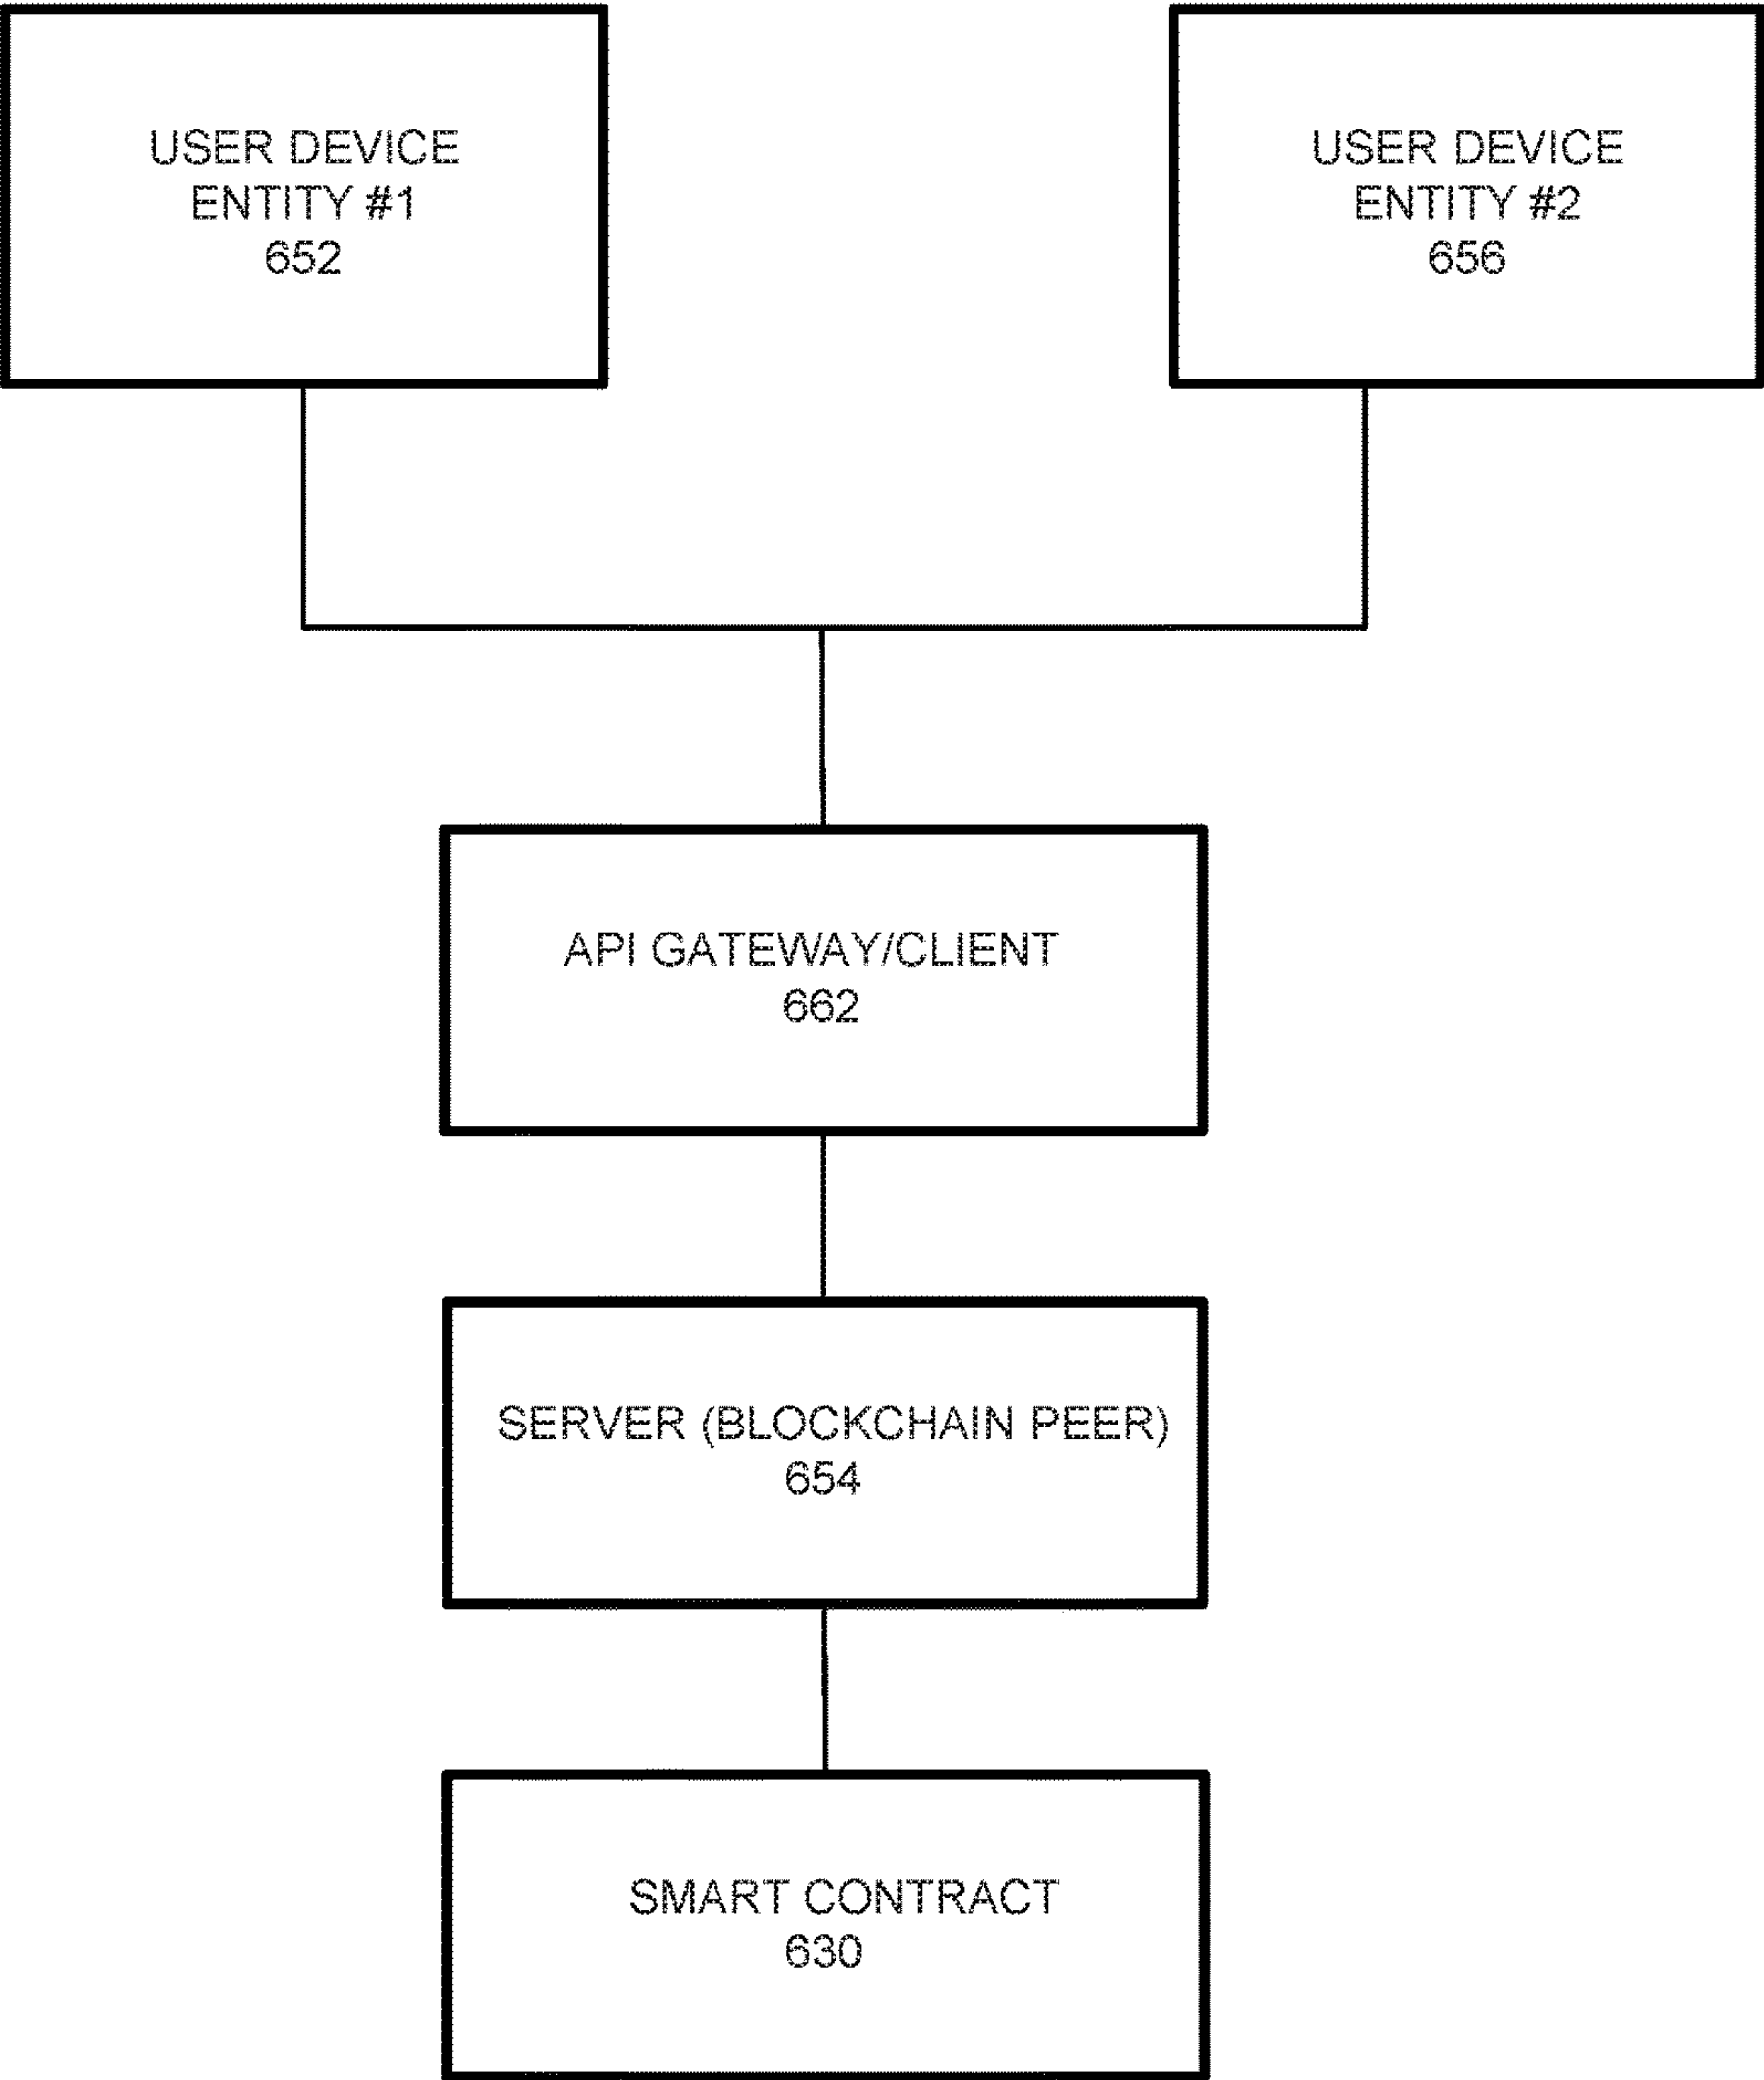 USER DEVICE
ENTITY #1
652
USER DEVICE
ENTITY #2
656
API GATEWAY/CLIENT
662
SERVER (BLOCKCHAIN PEER)
654
SMART CONTRACT
630